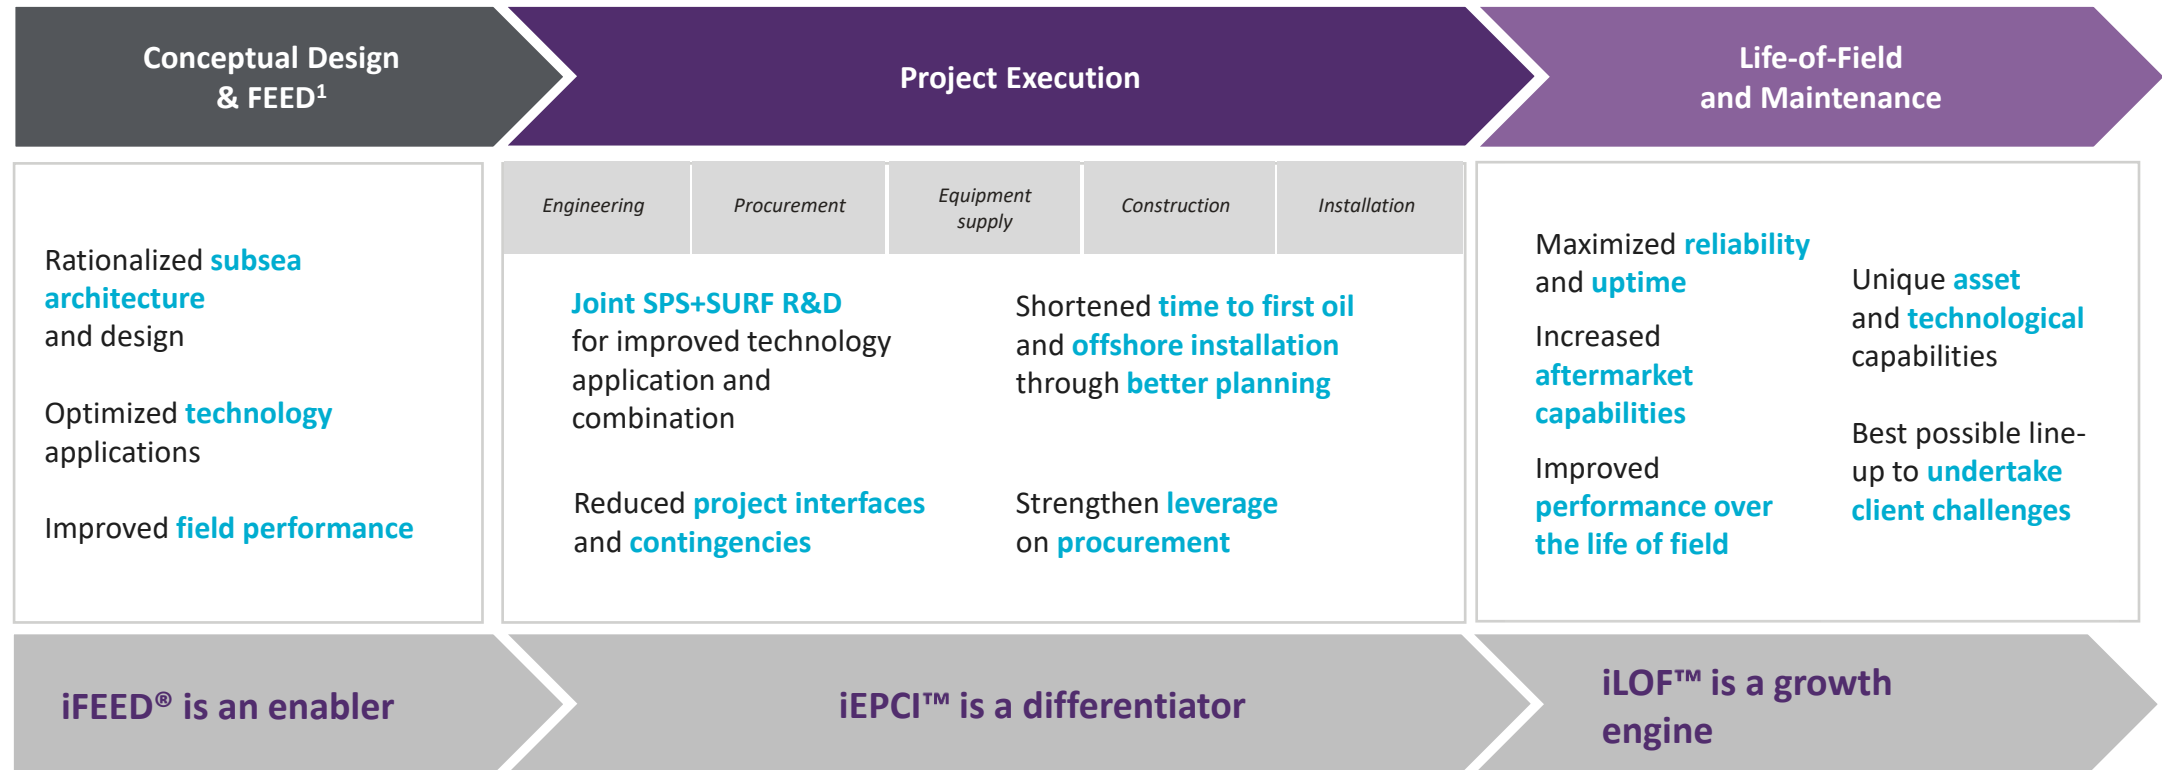 Conceptual Design
& FEED¹
Project Execution
Life-of-Field
and Maintenance
Rationalized subsea
architecture
and design
Optimized technology
applications
Improved field performance
Engineering
Procurement
Equipment
supply
Construction
Installation
Joint SPS+SURF R&D
for improved technology
application and
combination
Shortened time to first oil
and offshore installation
through better planning
Reduced project interfaces
and contingencies
Strengthen leverage
on procurement
Maximized reliability
and uptime
Increased
aftermarket
capabilities
Improved
performance over
the life of field
Unique asset
and technological
capabilities
Best possible line-
up to undertake
client challenges
iFEED® is an enabler
iEPCI™ is a differentiator
iLOF™ is a growth
engine